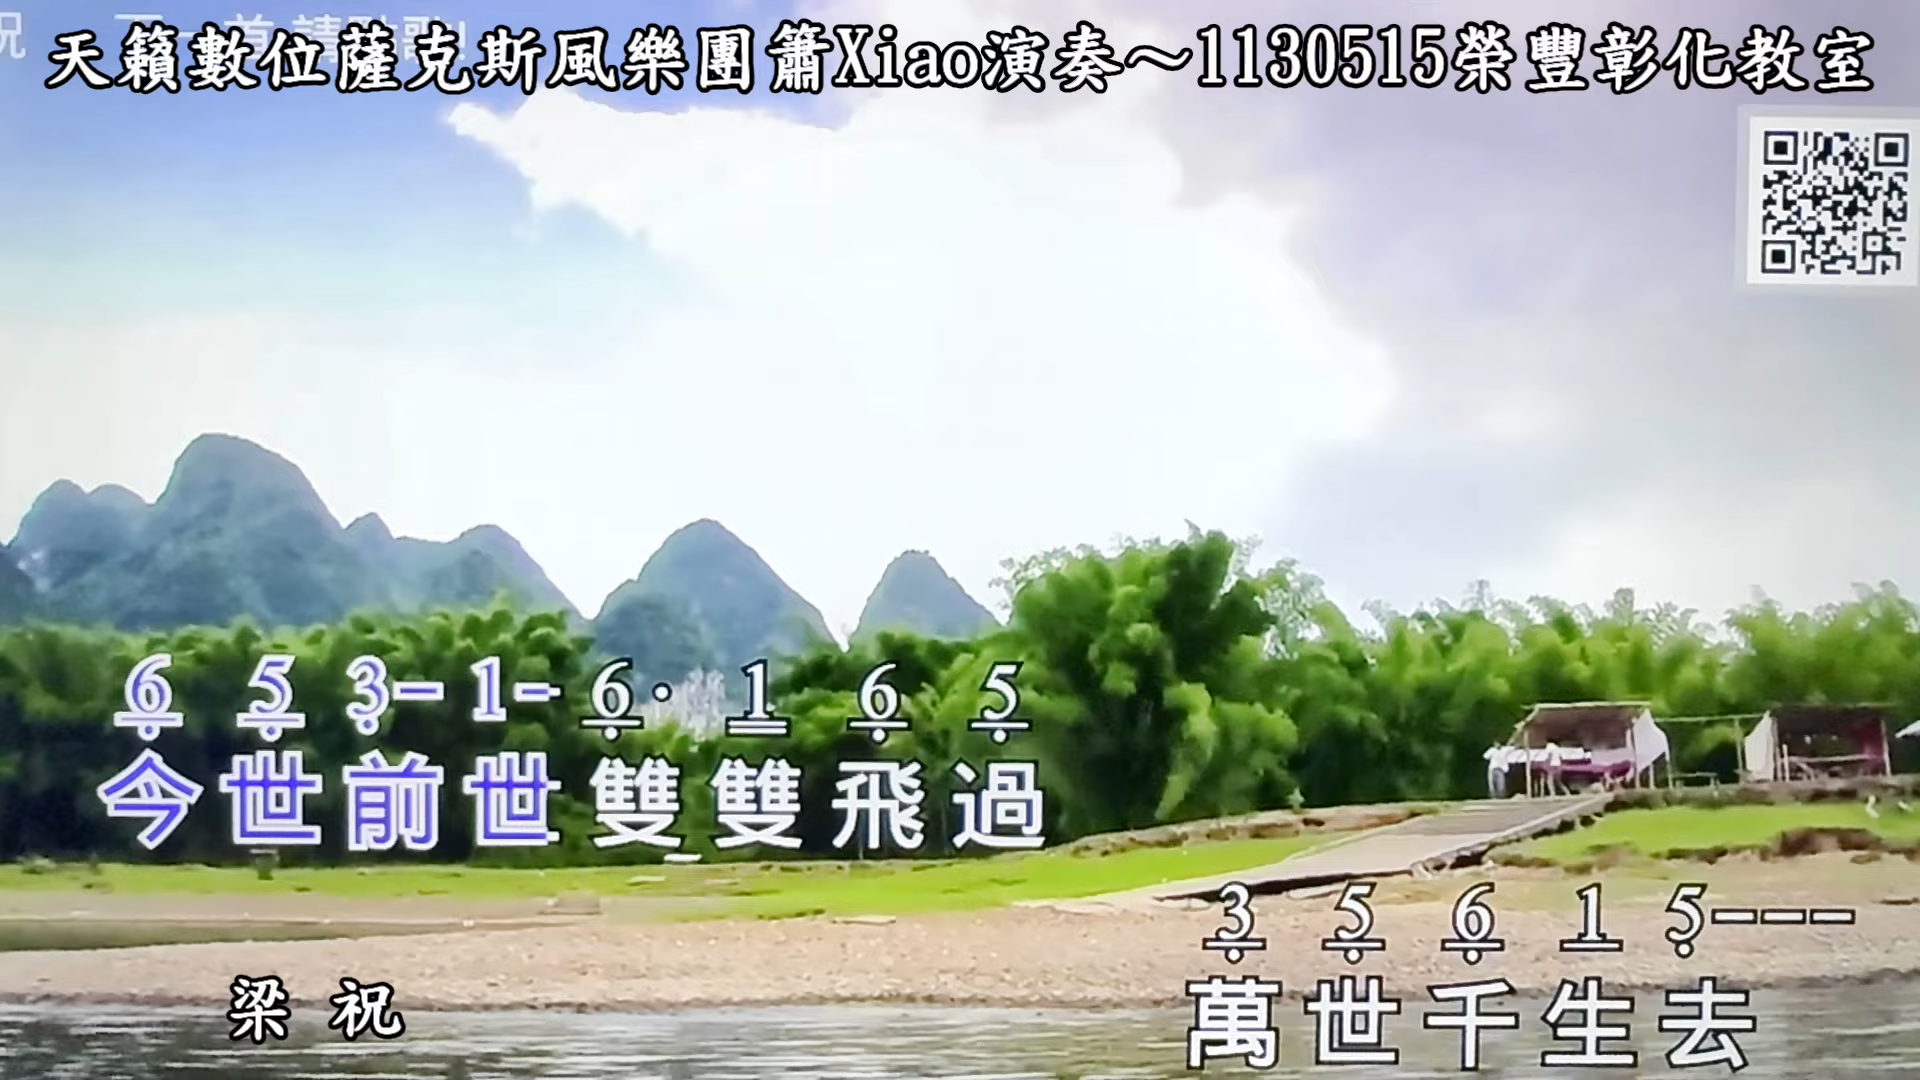 天籟數位薩克斯風樂團簫Xiao演奏～1130515榮豐彰化教室
6 5 3- 1- 6· 1 6 5
今世前世雙雙飛過
3 5 6 1 5---
萬世千生去
梁祝